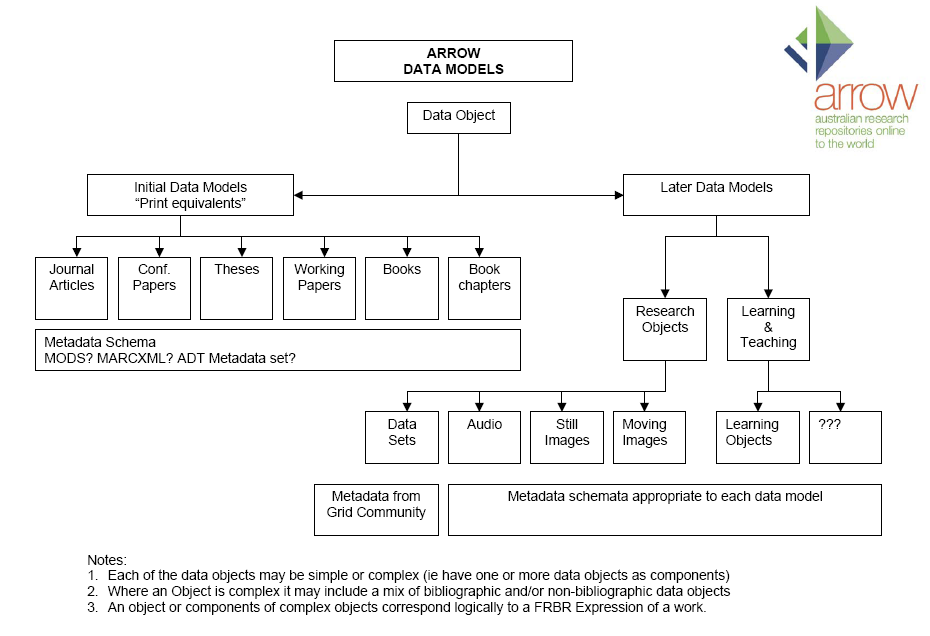 ARROW
DATA MODELS
arrow
australian research
repositories online
to the world
Data Object
Initial Data Models
“Print equivalents”
Later Data Models
Journal
Articles
Conf.
Papers
Theses
Working
Papers
Books
Book
chapters
Metadata Schema
MODS? MARCXML? ADT Metadata set?
Research
Objects
Learning
&
Teaching
Data
Sets
Audio
Still
Images
Moving
Images
Learning
Objects
???
Metadata from
Grid Community
Metadata schemata appropriate to each data model
Notes:
1. Each of the data objects may be simple or complex (ie have one or more data objects as components)
2. Where an Object is complex it may include a mix of bibliographic and/or non-bibliographic data objects
3. An object or components of complex objects correspond logically to a FRBR Expression of a work.